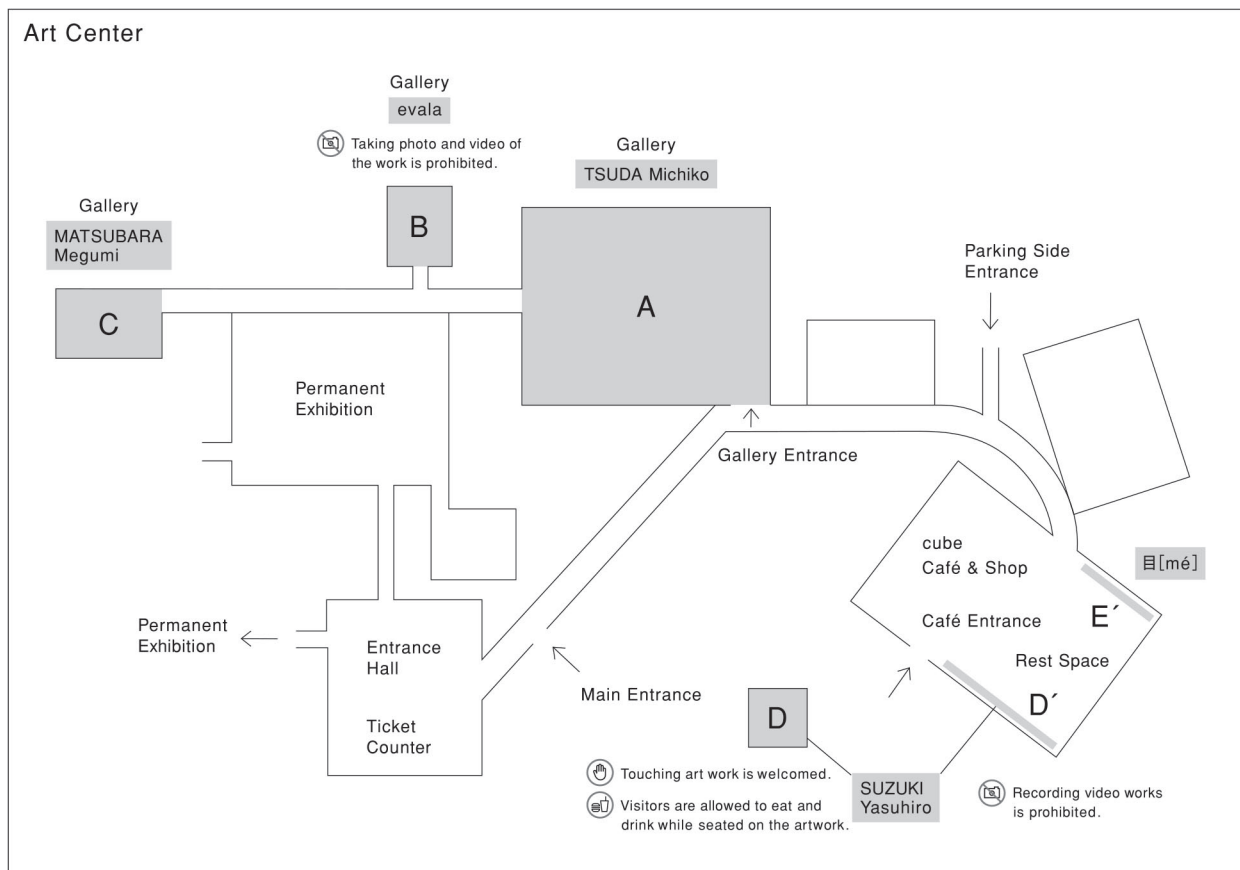 Art Center
Gallery
evala
Taking photo and video of
the work is prohibited.
Gallery
TSUDA Michiko
Gallery
MATSUBARA
Megumi
B
C
A
Parking Side
Entrance
Permanent
Exhibition
Gallery Entrance
cube
Café & Shop
目[mé]
Café Entrance
E´
Rest Space
D´
Permanent
Exhibition
Entrance
Hall
Main Entrance
Ticket
Counter
D
Touching art work is welcomed.
Visitors are allowed to eat and
drink while seated on the artwork.
SUZUKI
Yasuhiro
Recording video works
is prohibited.